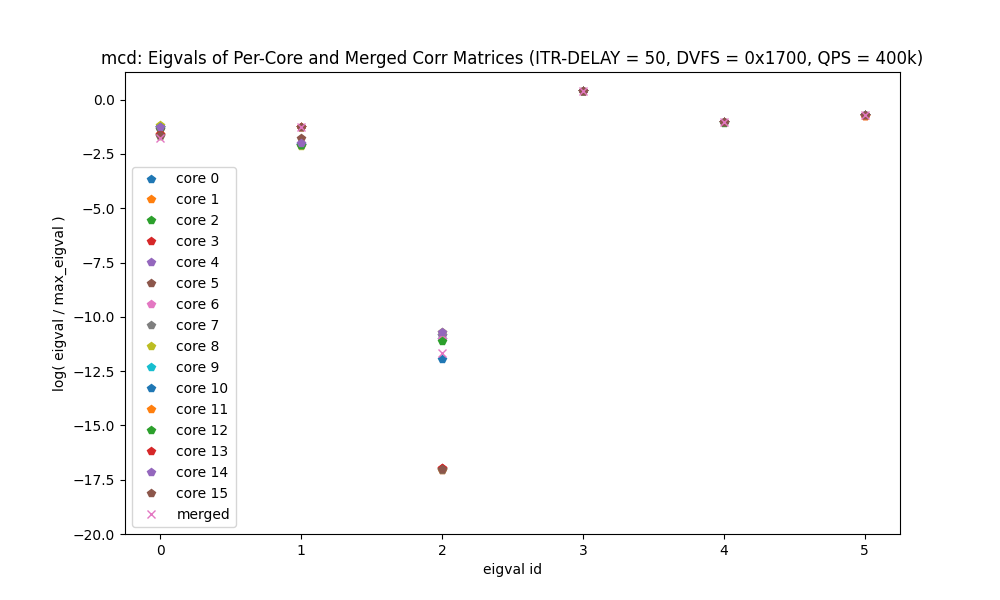 mcd: Eigvals of Per-Core and Merged Corr Matrices (ITR-DELAY = 50, DVFS = 0x1700, QPS = 400k)
log( eigval / max_eigval )
0.0
−2.5
−5.0
−7.5
−10.0
−12.5
−15.0
−17.5
−20.0
core 0
core 1
core 2
core 3
core 4
core 5
core 6
core 7
core 8
core 9
core 10
core 11
core 12
core 13
core 14
core 15
merged
0 1 2 3 4 5
eigval id